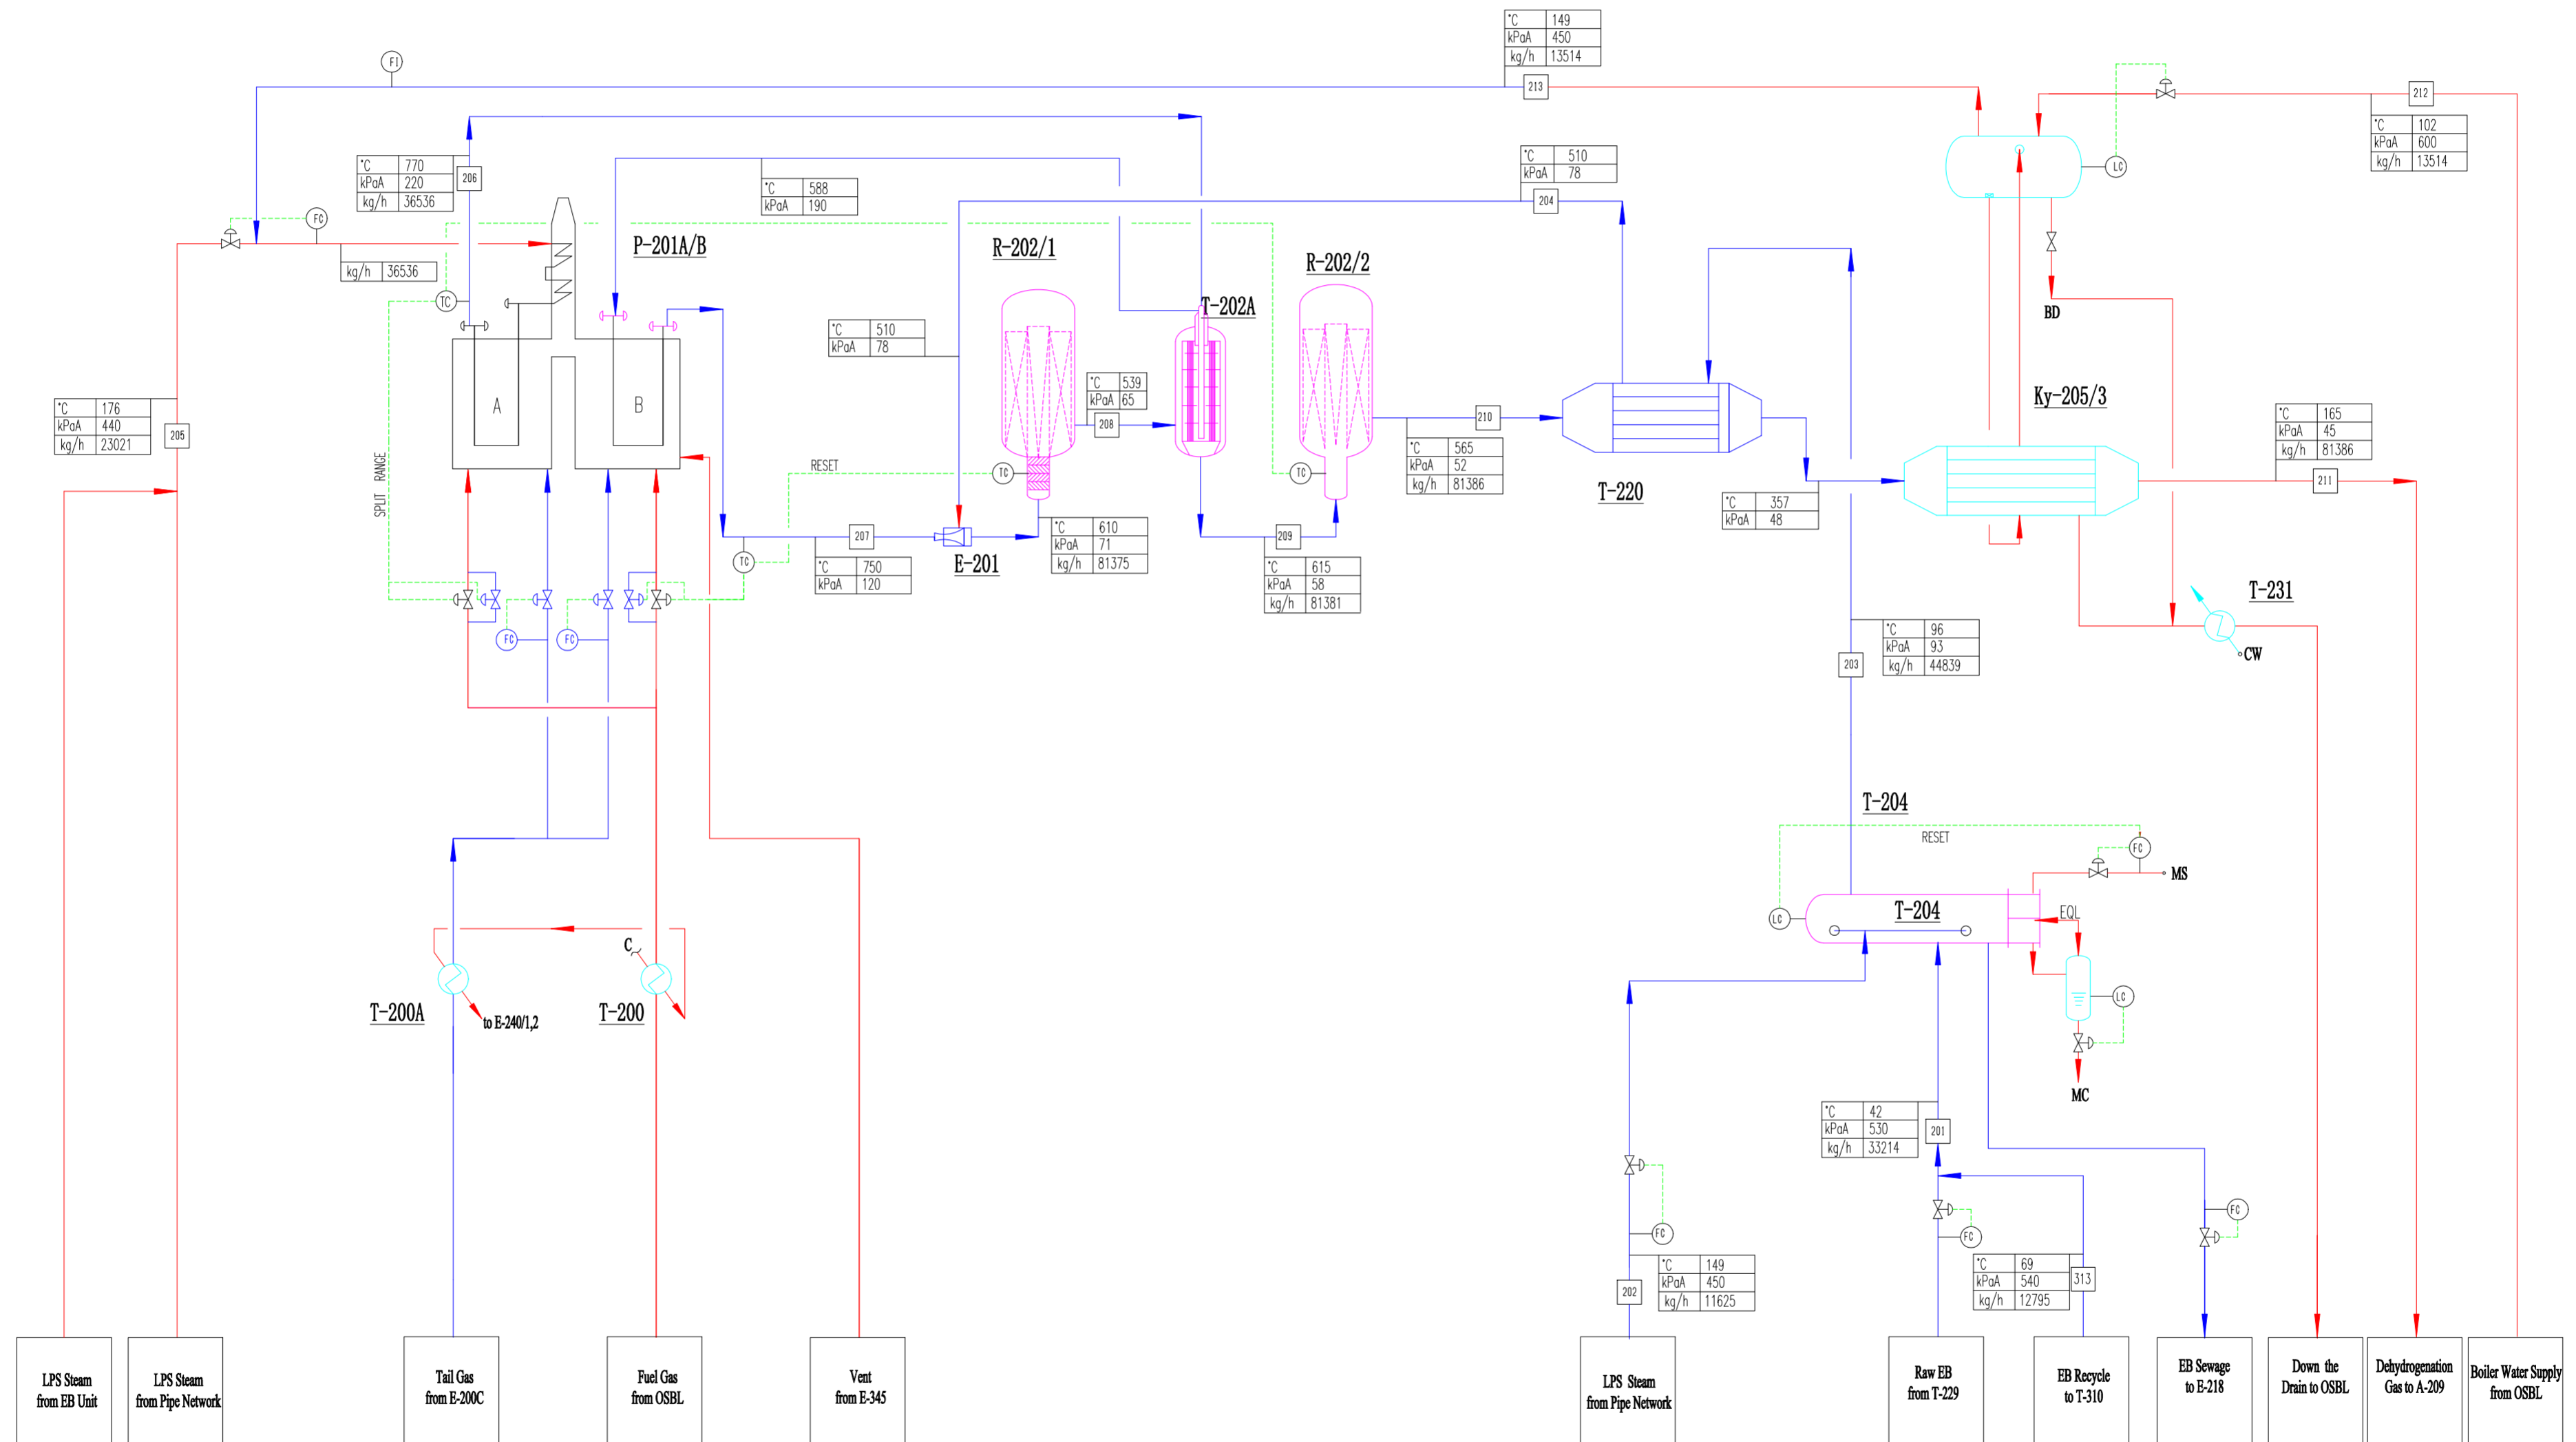 °C 149
kPaA 450
kg/h 13514
FI
213
212
°C 102
kPaA 600
kg/h 13514
LC
°C 770
kPaA 220
kg/h 36536
206
°C 588
kPaA 190
°C 510
kPaA 78
204
FC
kg/h 36536
P-201A/B
R-202/1
R-202/2
T-202A
TC
BD
°C 510
kPaA 78
°C 539
kPaA 65
208
A
B
Ky-205/3
°C 176
kPaA 440
kg/h 23021
205
SPLIT RANGE
RESET
TC
TC
210
°C 565
kPaA 52
kg/h 81386
T-220
°C 357
kPaA 48
°C 165
kPaA 45
kg/h 81386
211
207
TC
°C 750
kPaA 120
E-201
°C 610
kPaA 71
kg/h 81375
209
°C 615
kPaA 58
kg/h 81381
T-231
CW
FC
FC
°C 96
kPaA 93
kg/h 44839
203
T-204
RESET
FC
MS
LC
T-204
EQL
LC
MC
C
T-200A
to E-240/1,2
T-200
°C 42
kPaA 530
kg/h 33214
201
FC
FC
FC
°C 149
kPaA 450
kg/h 11625
202
°C 69
kPaA 540
kg/h 12795
313
LPS Steam
from EB Unit
LPS Steam
from Pipe Network
Tail Gas
from E-200C
Fuel Gas
from OSBL
Vent
from E-345
LPS Steam
from Pipe Network
Raw EB
from T-229
EB Recycle
to T-310
EB Sewage
to E-218
Down the
Drain to OSBL
Dehydrogenation
Gas to A-209
Boiler Water Supply
from OSBL